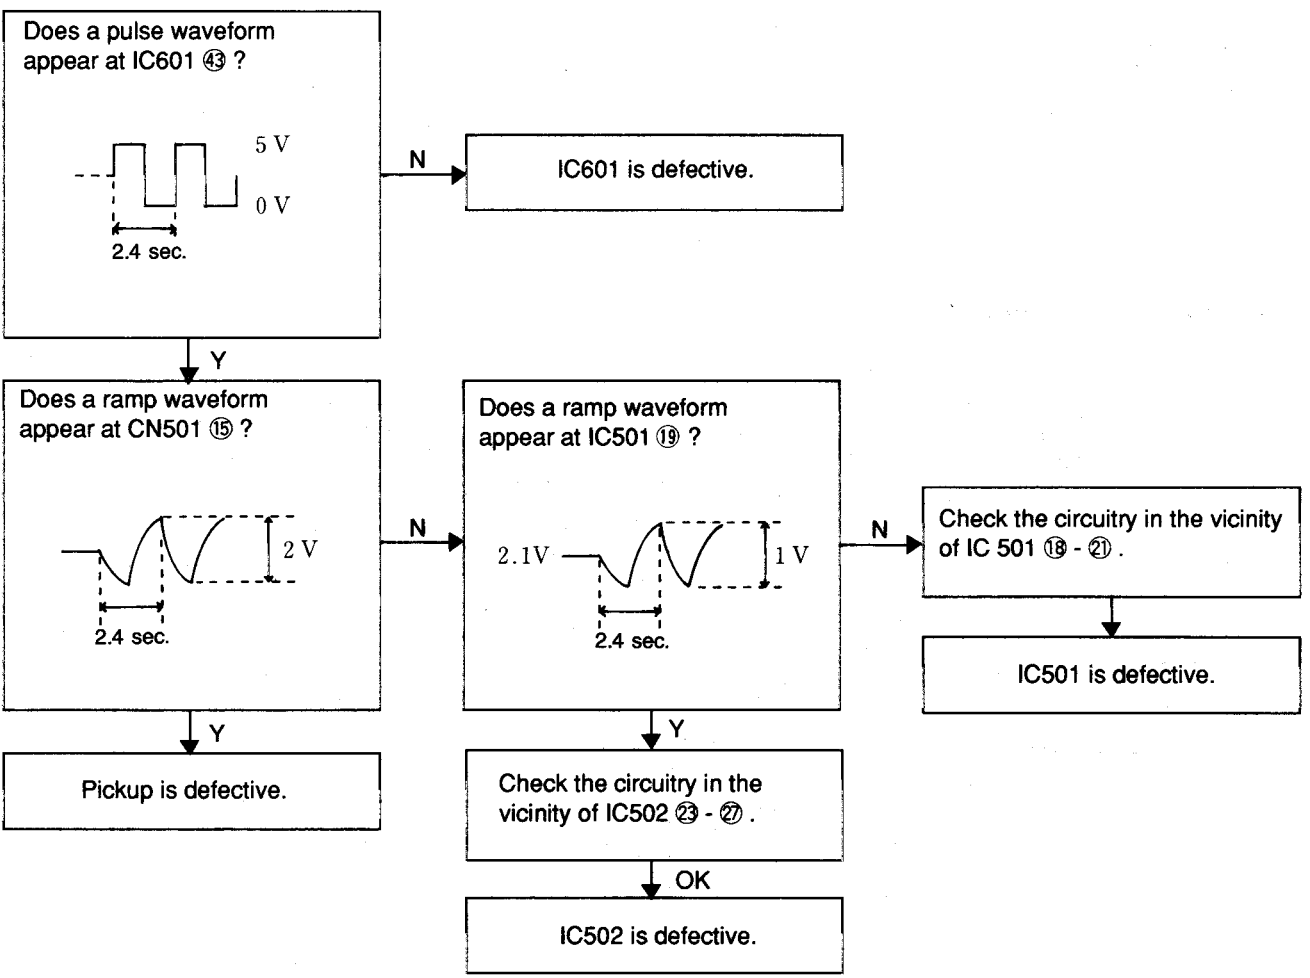 Does a pulse waveform
appear at IC601 ㊸ ?
5 V
0 V
2.4 sec.
N
IC601 is defective.
Y
Does a ramp waveform
appear at CN501 ⑮ ?
2 V
2.4 sec.
N
Does a ramp waveform
appear at IC501 ⑲ ?
2.1V
1 V
2.4 sec.
N
Check the circuitry in the vicinity
of IC 501 ⑱ - ㉑ .
IC501 is defective.
Y
Pickup is defective.
Y
Check the circuitry in the
vicinity of IC502 ㉓ - ㉗ .
OK
IC502 is defective.